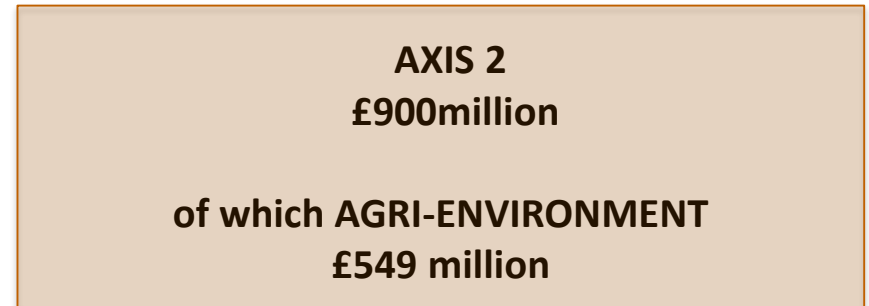 AXIS 2
£900million
of which AGRI-ENVIRONMENT
£549 million